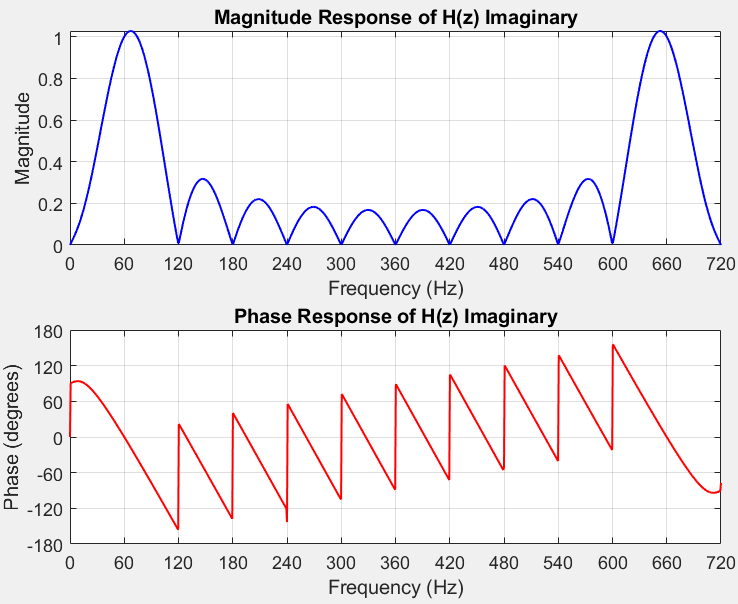 Magnitude Response of H(z) Imaginary
1
0.8
0.6
0.4
0.2
0
Magnitude
0 60 120 180 240 300 360 420 480 540 600 660 720
Frequency (Hz)
Phase Response of H(z) Imaginary
180
120
60
0
-60
-120
-180
Phase (degrees)
0 60 120 180 240 300 360 420 480 540 600 660 720
Frequency (Hz)